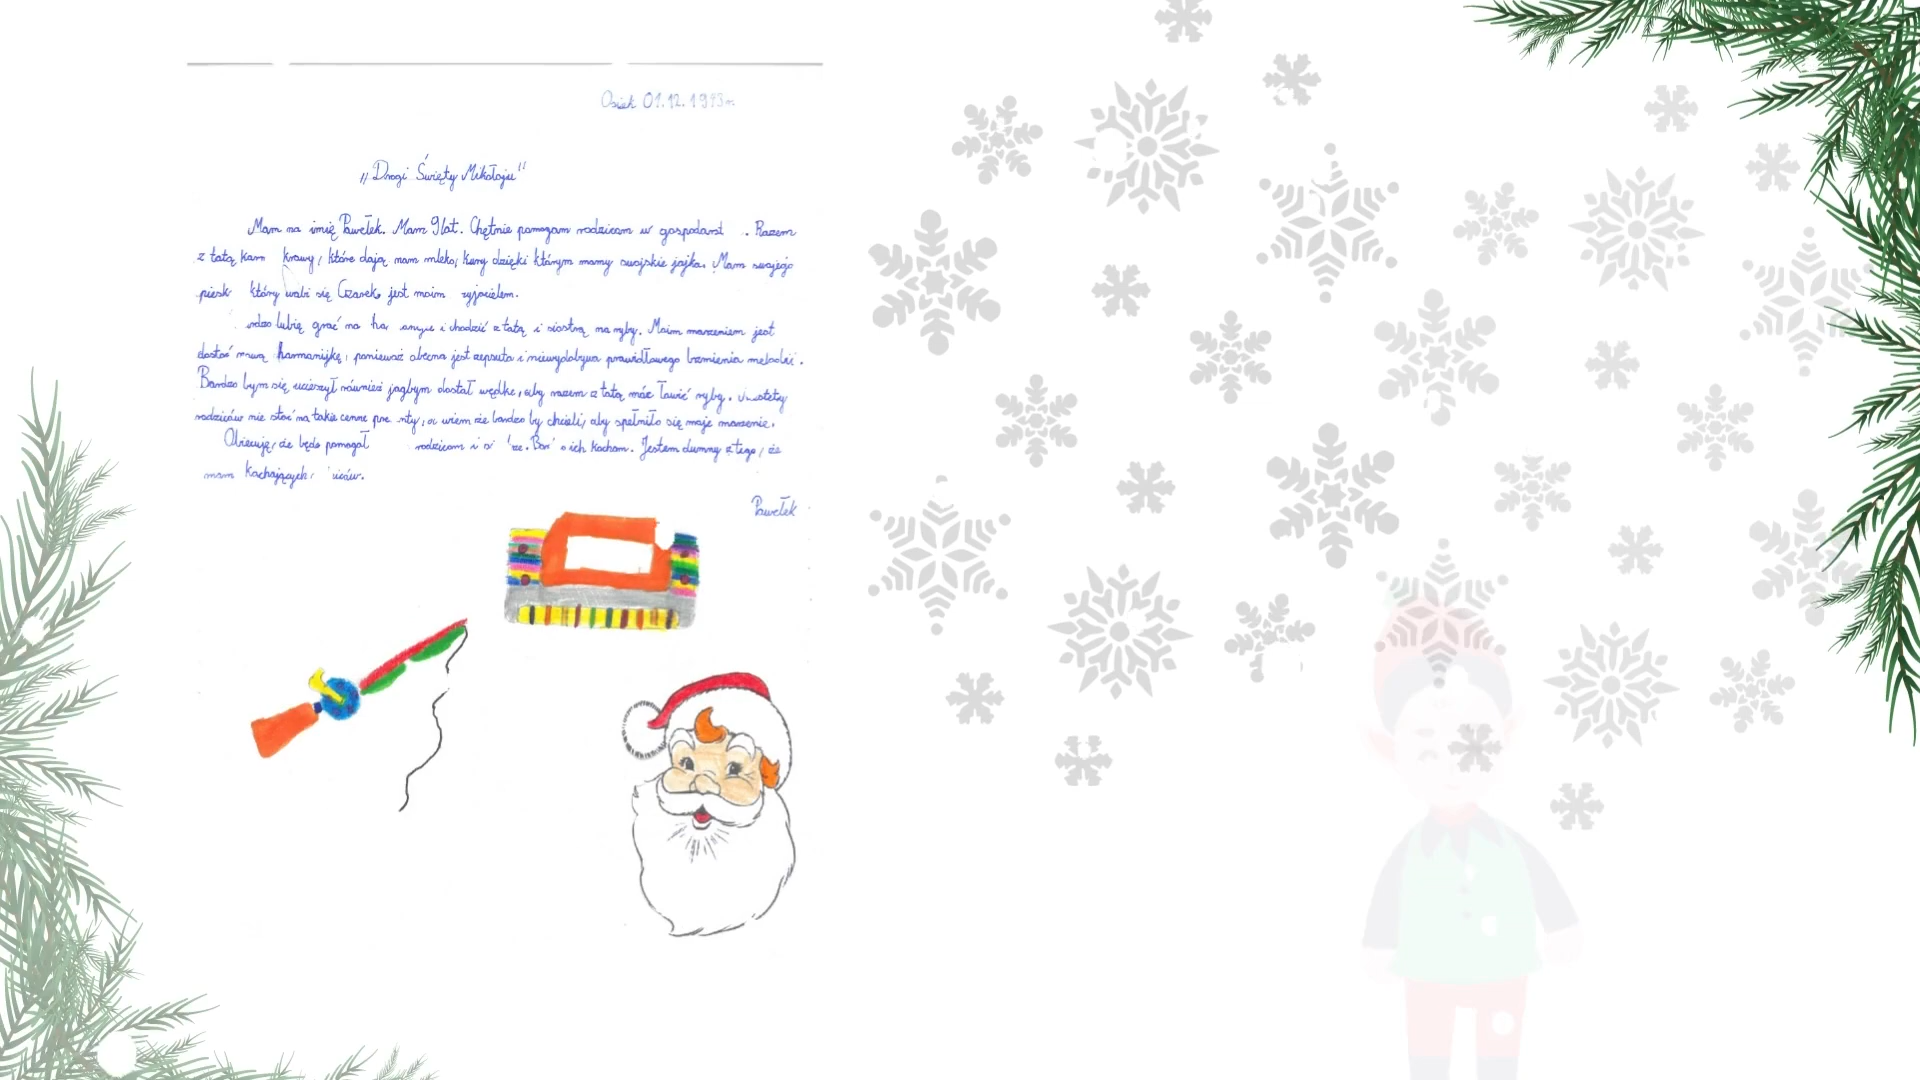 Osiek 01.12.1993r.
"Drogi Święty Mikołaju"
Mam na imię Pawełek. Mam 9 lat. Chętnie pomagam rodzicom w gospodarst . Razem
z tatą karm krowy, które dają nam mleko, kury dzięki którym mamy swojskie jajka. Mam swojego
piesk który wabi się Czarek, jest moim yjacielem.
lubię grać na i chodzić z tatą i siostrą na ryby. Moim marzeniem jest
dostać nową harmonijkę, ponieważ obecna jest zepsuta i niewydobywa prawidłowego brzmienia melodii.
Bardzo bym się ucieszył również jagbym dostał wędkę, aby razem z tatą móc łowić ryby.
rodziców nie stać na takie cenne pre nty, a wiem że bardzo by chcieli, aby spełniło się moje marzenie.
Obiecuję, że będę pomagał rodzicom i ich kocham. Jestem dumny z tego, że
mam kochających
Pawełek